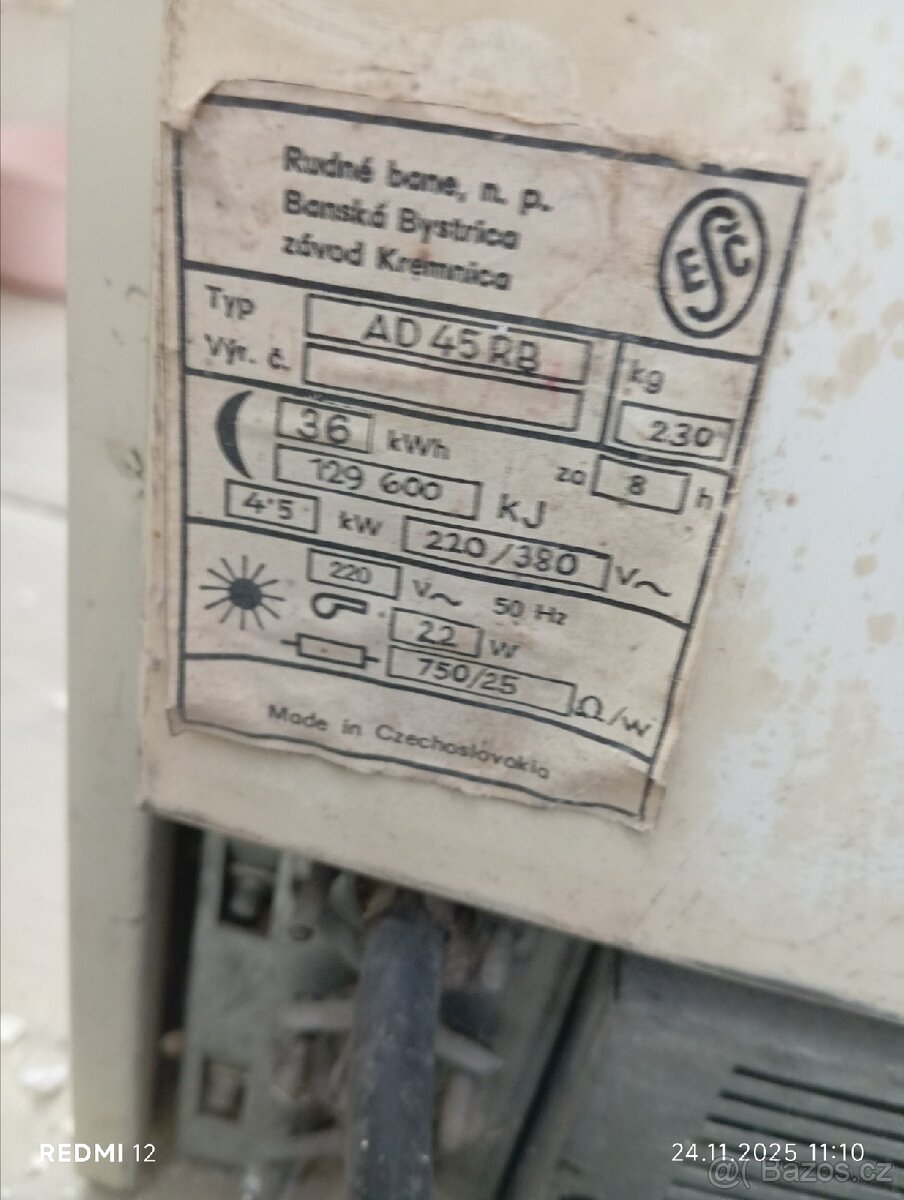 Rudné bane, n. p.
Banská Bystrica
závod Kremnica
EŠČ
Typ AD 45 RB
Výr. č.
kg
230
36 kWh
129 600 kJ
za 8 h
4·5 kW 220/380 V~
220 V~ 50 Hz
22 W
750/25 Ω/W
Made in Czechoslovakia
REDMI 12
24.11.2025 11:10
@ Bazos.cz